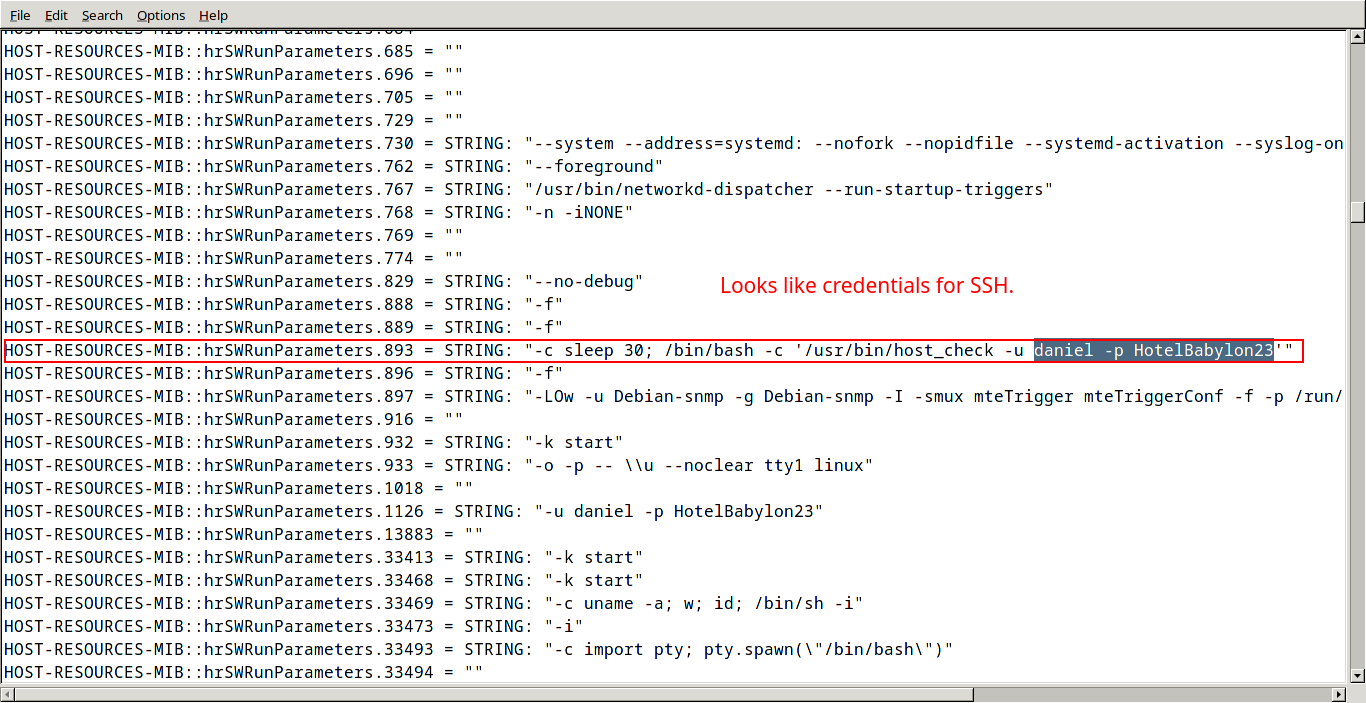 File Edit Search Options Help
HOST-RESOURCES-MIB::hrSWRunParameters.684
HOST-RESOURCES-MIB::hrSWRunParameters.685 = ""
HOST-RESOURCES-MIB::hrSWRunParameters.696 = ""
HOST-RESOURCES-MIB::hrSWRunParameters.705 = ""
HOST-RESOURCES-MIB::hrSWRunParameters.729 = ""
HOST-RESOURCES-MIB::hrSWRunParameters.730 = STRING: "--system --address=systemd: --nofork --nopidfile --systemd-activation --syslog-on
HOST-RESOURCES-MIB::hrSWRunParameters.762 = STRING: "--foreground"
HOST-RESOURCES-MIB::hrSWRunParameters.767 = STRING: "/usr/bin/networkd-dispatcher --run-startup-triggers"
HOST-RESOURCES-MIB::hrSWRunParameters.768 = STRING: "-n -iNONE"
HOST-RESOURCES-MIB::hrSWRunParameters.769 = ""
HOST-RESOURCES-MIB::hrSWRunParameters.774 = ""
HOST-RESOURCES-MIB::hrSWRunParameters.829 = STRING: "--no-debug"
Looks like credentials for SSH.
HOST-RESOURCES-MIB::hrSWRunParameters.888 = STRING: "-f"
HOST-RESOURCES-MIB::hrSWRunParameters.889 = STRING: "-f"
HOST-RESOURCES-MIB::hrSWRunParameters.893 = STRING: "-c sleep 30; /bin/bash -c '/usr/bin/host_check -u daniel -p HotelBabylon23'"
HOST-RESOURCES-MIB::hrSWRunParameters.896 = STRING: "-f"
HOST-RESOURCES-MIB::hrSWRunParameters.897 = STRING: "-LOw -u Debian-snmp -g Debian-snmp -I -smux mteTrigger mteTriggerConf -f -p /run/
HOST-RESOURCES-MIB::hrSWRunParameters.916 = ""
HOST-RESOURCES-MIB::hrSWRunParameters.932 = STRING: "-k start"
HOST-RESOURCES-MIB::hrSWRunParameters.933 = STRING: "-o -p -- \\u --noclear tty1 linux"
HOST-RESOURCES-MIB::hrSWRunParameters.1018 = ""
HOST-RESOURCES-MIB::hrSWRunParameters.1126 = STRING: "-u daniel -p HotelBabylon23"
HOST-RESOURCES-MIB::hrSWRunParameters.13883 = ""
HOST-RESOURCES-MIB::hrSWRunParameters.33413 = STRING: "-k start"
HOST-RESOURCES-MIB::hrSWRunParameters.33468 = STRING: "-k start"
HOST-RESOURCES-MIB::hrSWRunParameters.33469 = STRING: "-c uname -a; w; id; /bin/sh -i"
HOST-RESOURCES-MIB::hrSWRunParameters.33473 = STRING: "-i"
HOST-RESOURCES-MIB::hrSWRunParameters.33493 = STRING: "-c import pty; pty.spawn(\"/bin/bash\")"
HOST-RESOURCES-MIB::hrSWRunParameters.33494 = ""